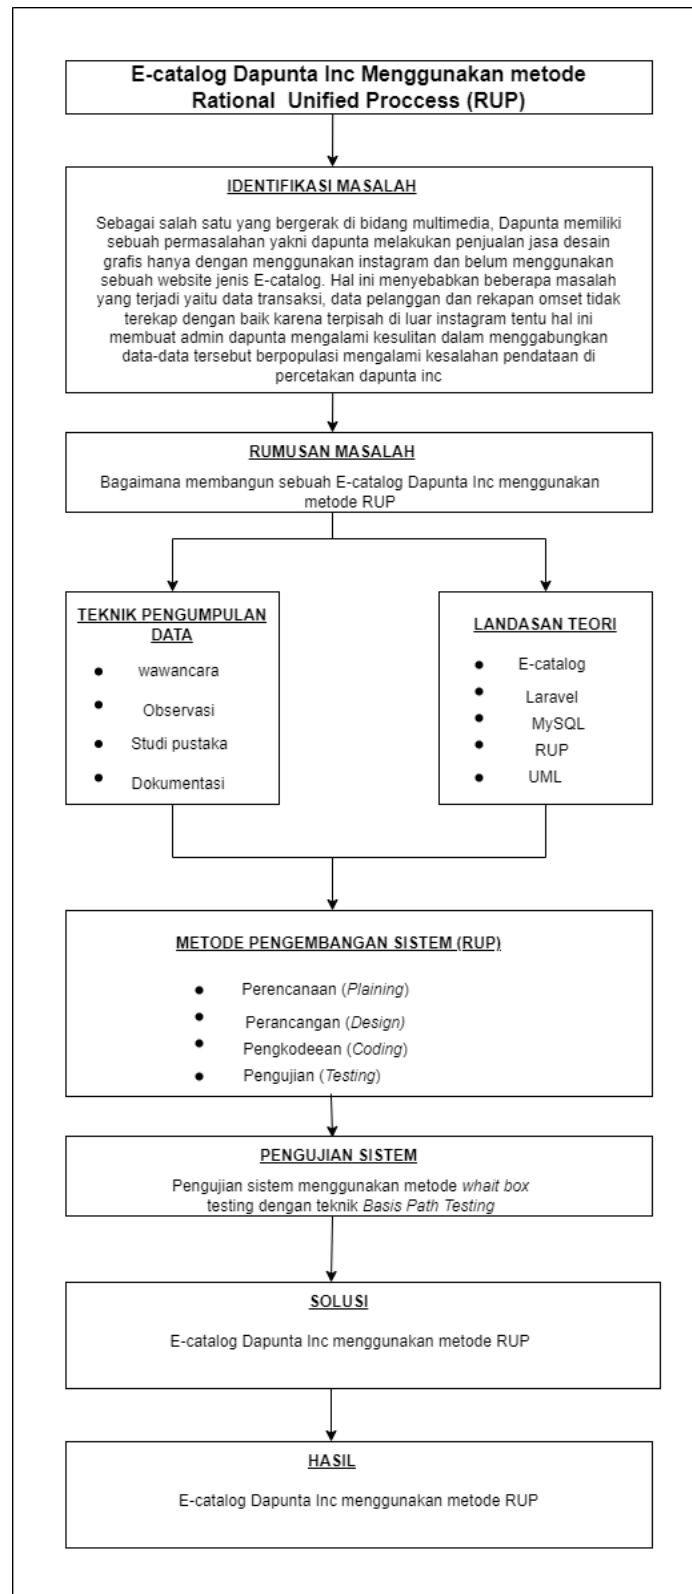 E-catalog Dapunta Inc Menggunakan metode
Rational Unified Proccess (RUP)
IDENTIFIKASI MASALAH
Sebagai salah satu yang bergerak di bidang multimedia, Dapunta memiliki
sebuah permasalahan yakni dapunta melakukan penjualan jasa desain
grafis hanya dengan menggunakan instagram dan belum menggunakan
sebuah website jenis E-catalog. Hal ini menyebabkan beberapa masalah
yang terjadi yaitu data transaksi, data pelanggan dan rekapan omset tidak
terekap dengan baik karena terpisah di luar instagram tentu hal ini
membuat admin dapunta mengalami kesulitan dalam menggabungkan
data-data tersebut berpopulasi mengalami kesalahan pendataan di
percetakan dapunta inc
RUMUSAN MASALAH
Bagaimana membangun sebuah E-catalog Dapunta Inc menggunakan
metode RUP
TEKNIK PENGUMPULAN
DATA
wawancara
Observasi
Studi pustaka
Dokumentasi
LANDASAN TEORI
E-catalog
Laravel
MySQL
RUP
UML
METODE PENGEMBANGAN SISTEM (RUP)
Perencanaan (Plaining)
Perancangan (Design)
Pengkodeean (Coding)
Pengujian (Testing)
PENGUJIAN SISTEM
Pengujian sistem menggunakan metode whait box
testing dengan teknik Basis Path Testing
SOLUSI
E-catalog Dapunta Inc menggunakan metode RUP
HASIL
E-catalog Dapunta Inc menggunakan metode RUP